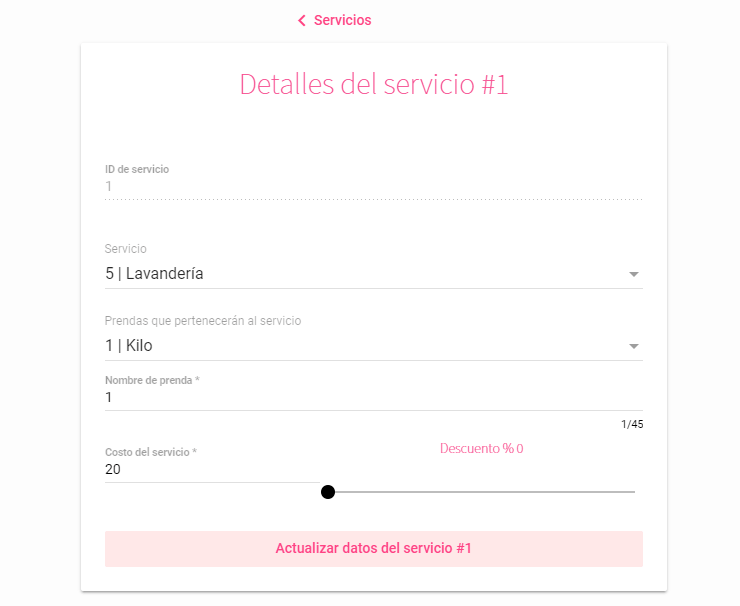 Servicios
Detalles del servicio #1
ID de servicio
1
Servicio
5 | Lavandería
Prendas que pertenecerán al servicio
1 | Kilo
Nombre de prenda *
1
1/45
Costo del servicio *
20
Descuento % 0
Actualizar datos del servicio #1